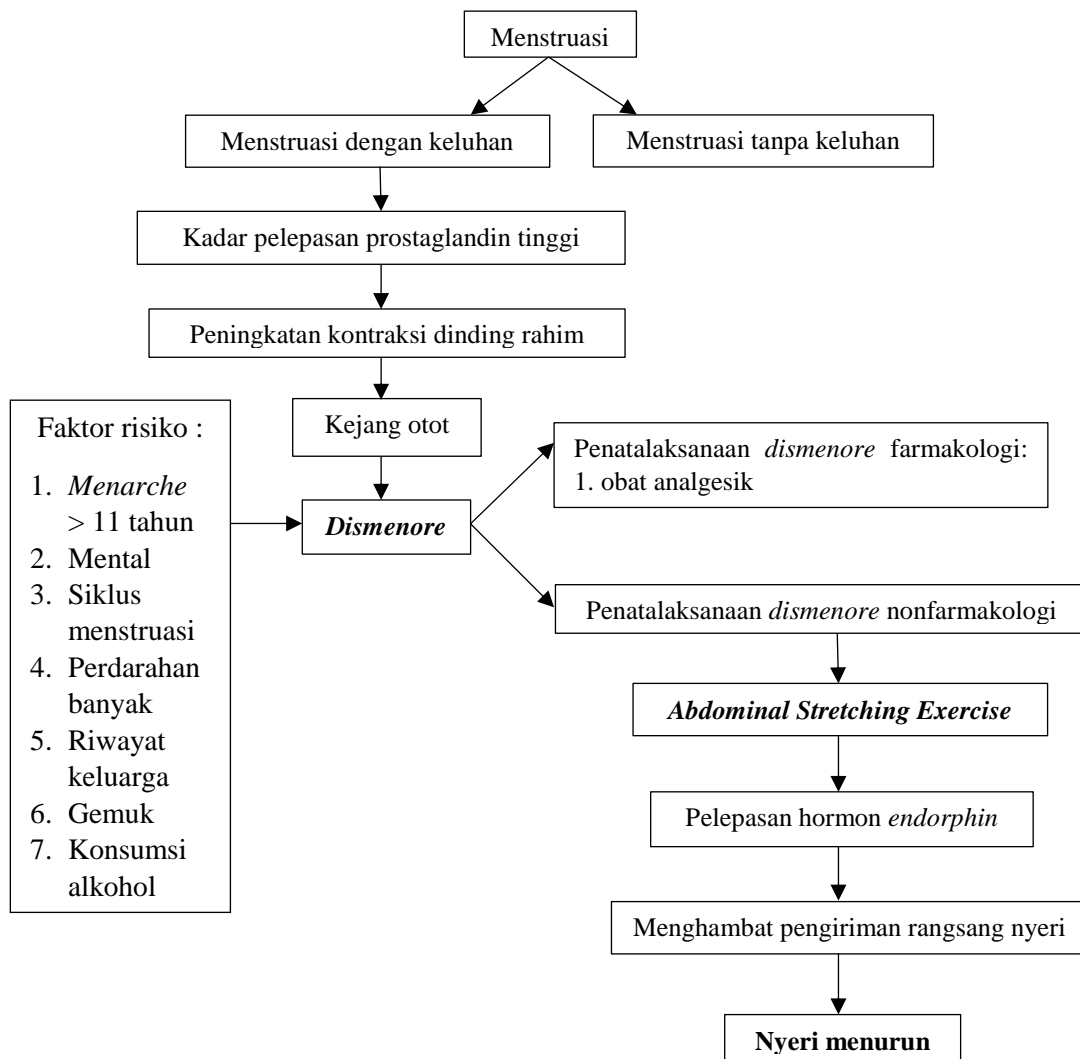 Menstruasi
Menstruasi dengan keluhan
Menstruasi tanpa keluhan
Kadar pelepasan prostaglandin tinggi
Peningkatan kontraksi dinding rahim
Kejang otot
Faktor risiko :
1. Menarche
> 11 tahun
2. Mental
3. Siklus
menstruasi
4. Perdarahan
banyak
5. Riwayat
keluarga
6. Gemuk
7. Konsumsi
alkohol
Dismenore
Penatalaksanaan dismenore farmakologi:
1. obat analgesik
Penatalaksanaan dismenore nonfarmakologi
Abdominal Stretching Exercise
Pelepasan hormon endorphin
Menghambat pengiriman rangsang nyeri
Nyeri menurun